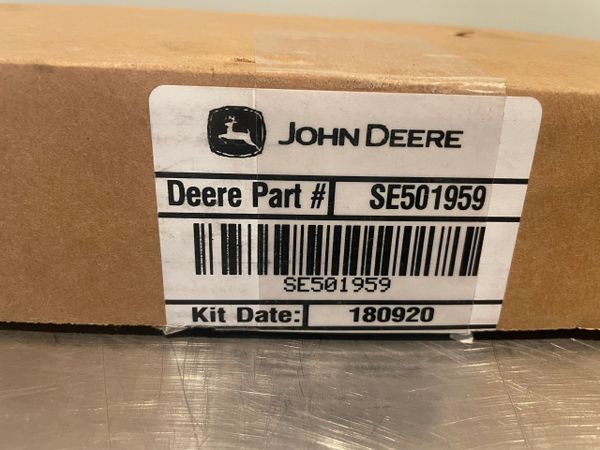 JOHN DEERE
Deere Part # SE501959
SE501959
Kit Date: 180920